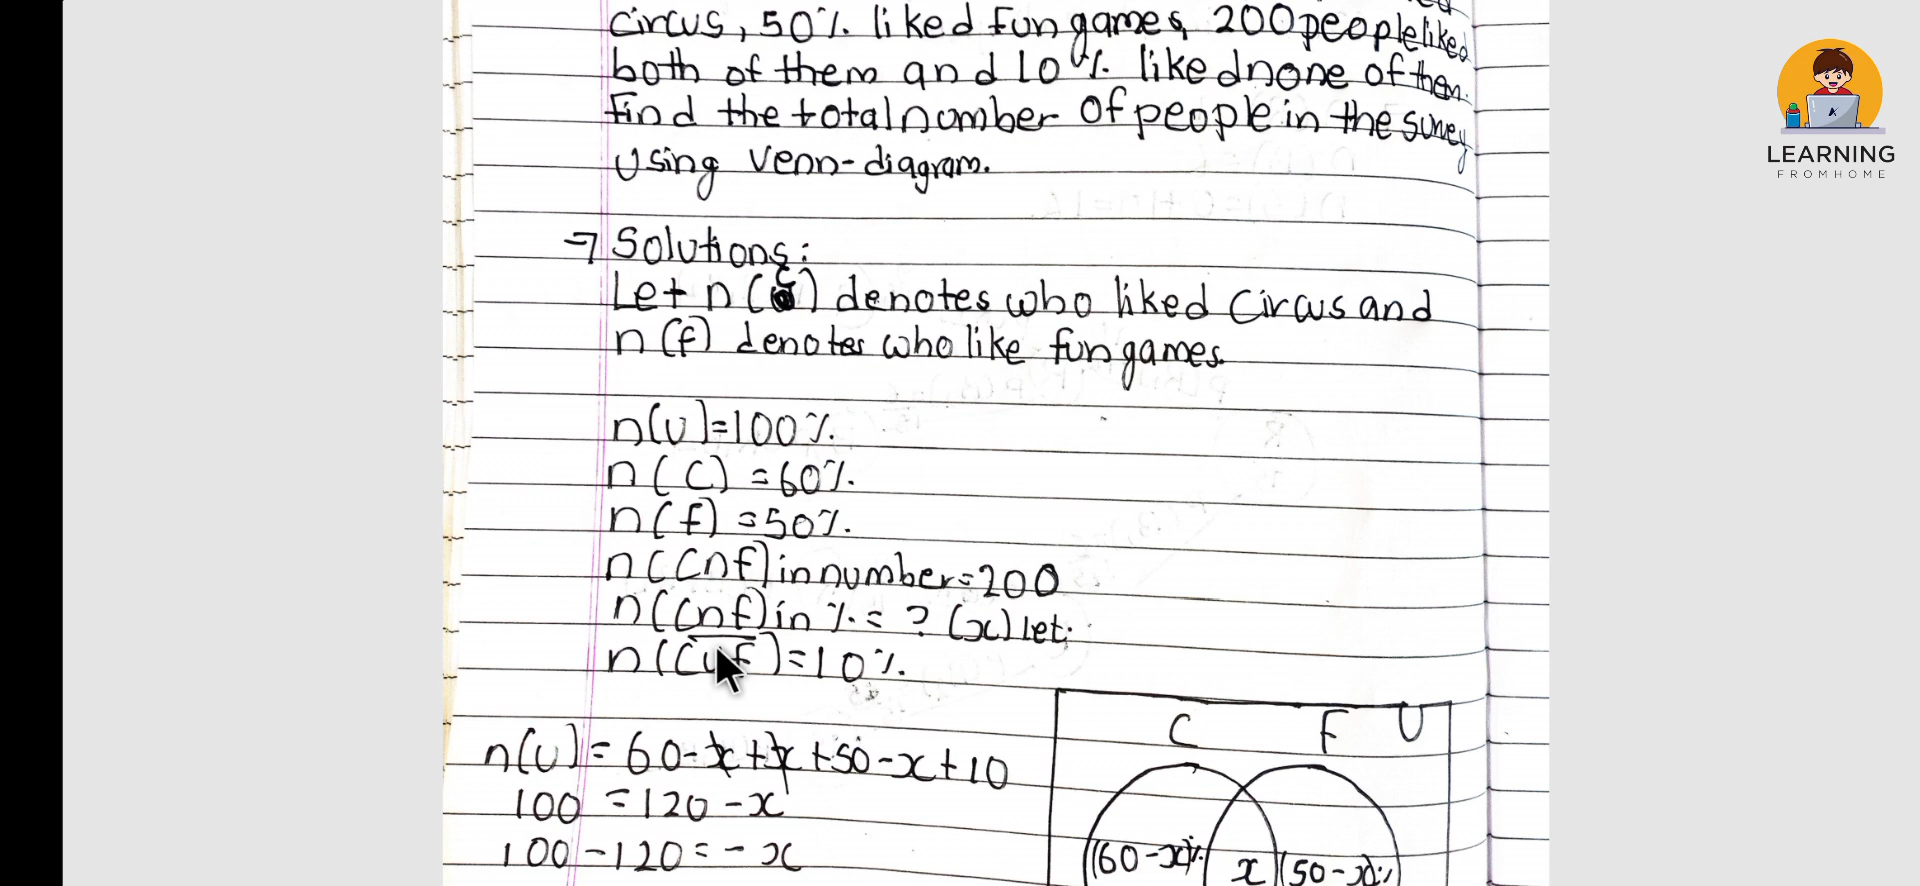 circus, 50%. liked fun games, 200 people liked
both of them and 10%. liked none of them.
find the total number of people in the survey
Using Venn-diagram.
→ Solutions:
Let n(C) denotes who liked Circus and
n(f) denotes who like fun games.
n(U)=100%.
n(C) = 60%.
n(f) = 50%.
n(C∩f) in number = 200
n(C∩f) in %. = ? (x) let.
n(C̅∪̅f̅) = 10%.
n(U) = 60-x+x+50-x+10
100 = 120 - x
100 - 120 = - x
C F U
(60-x)% x (50-x)%
LEARNING
FROMHOME